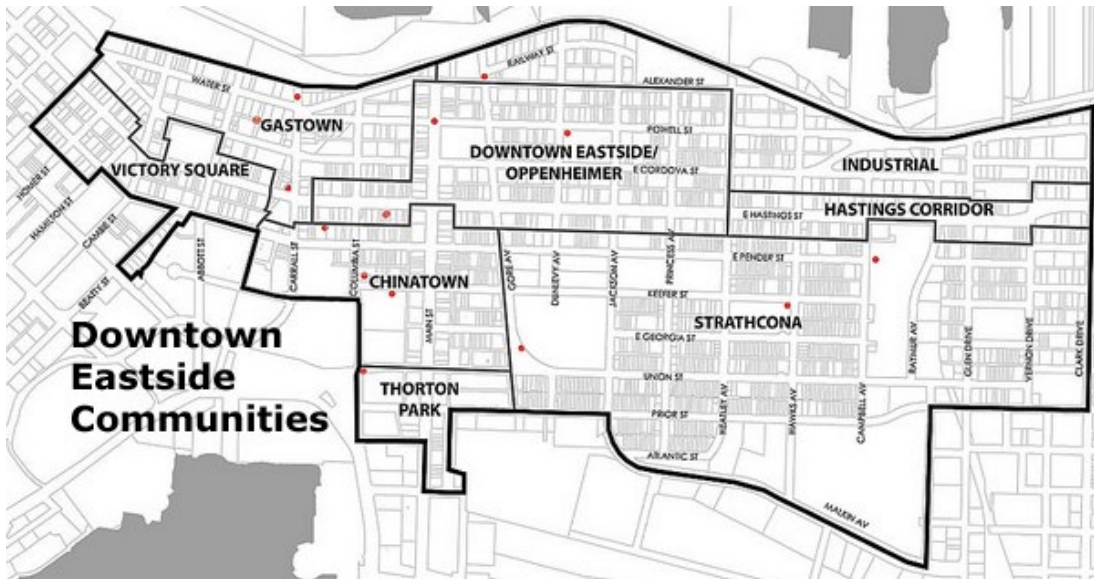 RAILWAY ST
WATER ST
ALEXANDER ST
GASTOWN
POWELL ST
DOWNTOWN EASTSIDE/
OPPENHEIMER
INDUSTRIAL
VICTORY SQUARE
E CORDOVA ST
HOMER ST
HAMILTON ST
CAMBIE ST
BEATY ST
ABBOTT ST
CARRALL ST
COLUMBIA ST
HASTINGS CORRIDOR
E HASTINGS ST
CHINATOWN
MAIN ST
GORE AV
DUNLEVY AV
JACKSON AV
PRINCESS AV
E PENDER ST
KEEFER ST
STRATHCONA
E GEORGIA ST
UNION ST
PRIOR ST
ATLANTIC ST
HEATLEY AV
HAWKS AV
CAMPBELL AV
RAYMUR AV
GLEN DRIVE
VERNON DRIVE
CLARK DRIVE
MALKIN AV
THORTON
PARK
Downtown
Eastside
Communities